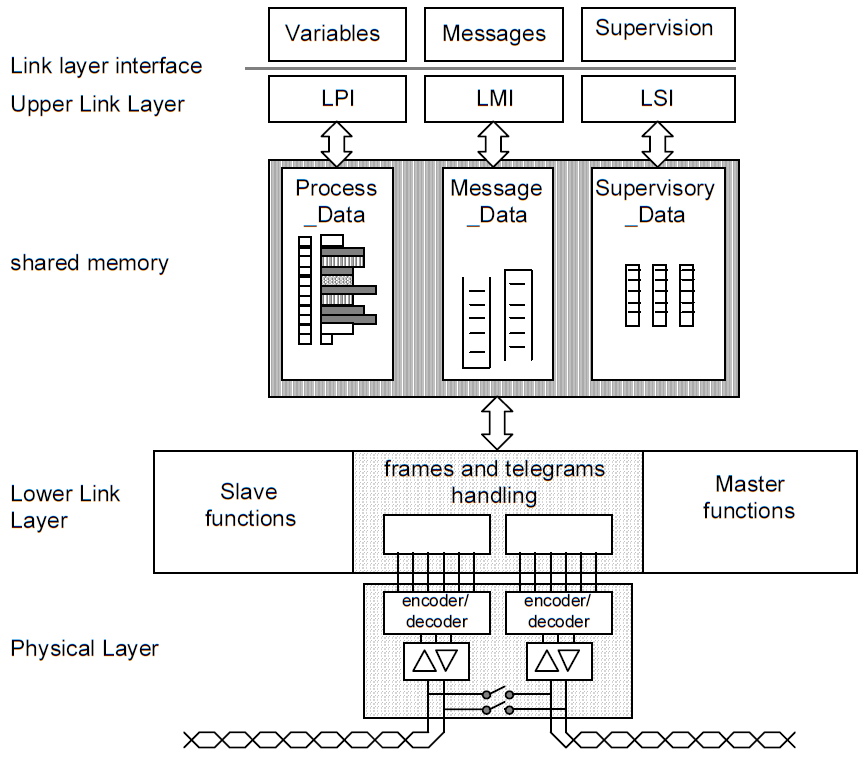 Variables
Messages
Supervision
Link layer interface
Upper Link Layer
LPI
LMI
LSI
Process
_Data
Message
_Data
Supervisory
_Data
shared memory
Lower Link
Layer
Slave
functions
frames and telegrams
handling
Master
functions
Physical Layer
encoder/
decoder
encoder/
decoder